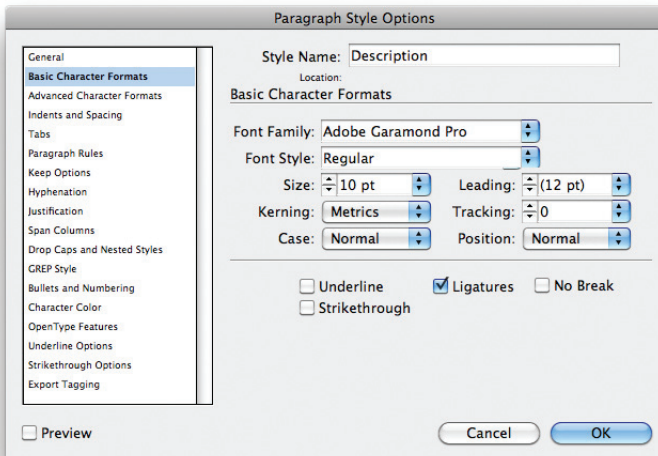 Paragraph Style Options
General
Basic Character Formats
Advanced Character Formats
Indents and Spacing
Tabs
Paragraph Rules
Keep Options
Hyphenation
Justification
Span Columns
Drop Caps and Nested Styles
GREP Style
Bullets and Numbering
Character Color
OpenType Features
Underline Options
Strikethrough Options
Export Tagging
Style Name: Description
Location:
Basic Character Formats
Font Family: Adobe Garamond Pro
Font Style: Regular
Size: 10 pt Leading: (12 pt)
Kerning: Metrics Tracking: 0
Case: Normal Position: Normal
Underline Ligatures No Break
Strikethrough
Preview Cancel OK